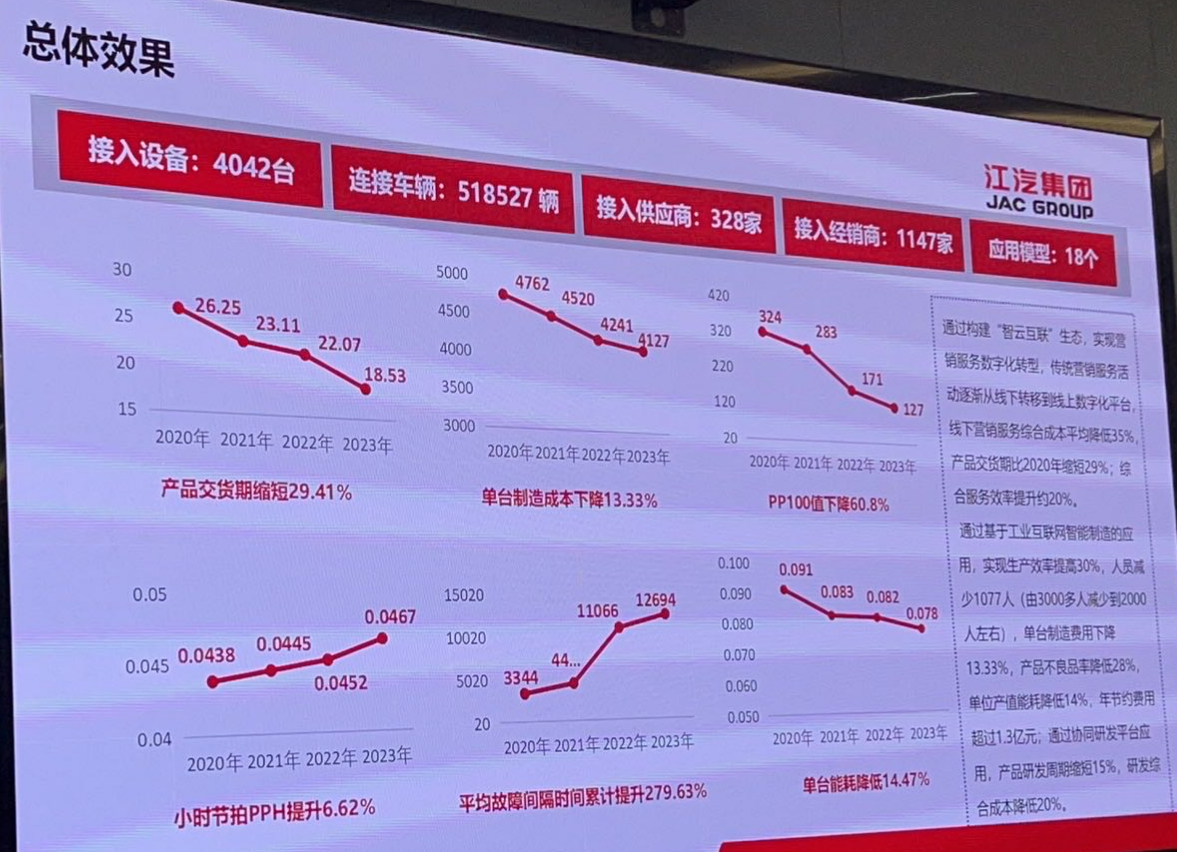 总体效果
接入设备：4042台
连接车辆：518527 辆
接入供应商：328家
接入经销商：1147家
应用模型：18个
江汽集团
JAC GROUP
30
25
20
15
26.25
23.11
22.07
18.53
2020年 2021年 2022年 2023年
产品交货期缩短29.41%
5000
4500
4000
3500
3000
4762
4520
4241
4127
2020年2021年2022年2023年
单台制造成本下降13.33%
420
320
220
120
20
324
283
171
127
2020年 2021年 2022年 2023年
PP100值下降60.8%
0.05
0.045
0.04
0.0438
0.0445
0.0452
0.0467
2020年 2021年 2022年 2023年
小时节拍PPH提升6.62%
15020
10020
5020
20
3344
44...
11066
12694
2020年 2021年 2022年 2023年
平均故障间隔时间累计提升279.63%
0.100
0.090
0.080
0.070
0.060
0.050
0.091
0.083
0.082
0.078
2020年 2021年 2022年 2023年
单台能耗降低14.47%
通过构建“智云互联”生态，实现营
销服务数字化转型，传统营销服务活
动逐渐从线下转移到线上数字化平台，
线下营销服务综合成本平均降低35%，
产品交货期比2020年缩短29%；综
合服务效率提升约20%。
通过基于工业互联网智能制造的应
用，实现生产效率提高30%，人员减
少1077人（由3000多人减少到2000
人左右），单台制造费用下降
13.33%，产品不良品率降低28%，
单位产值能耗降低14%，年节约费用
超过1.3亿元；通过协同研发平台应
用，产品研发周期缩短15%，研发综
合成本降低20%。